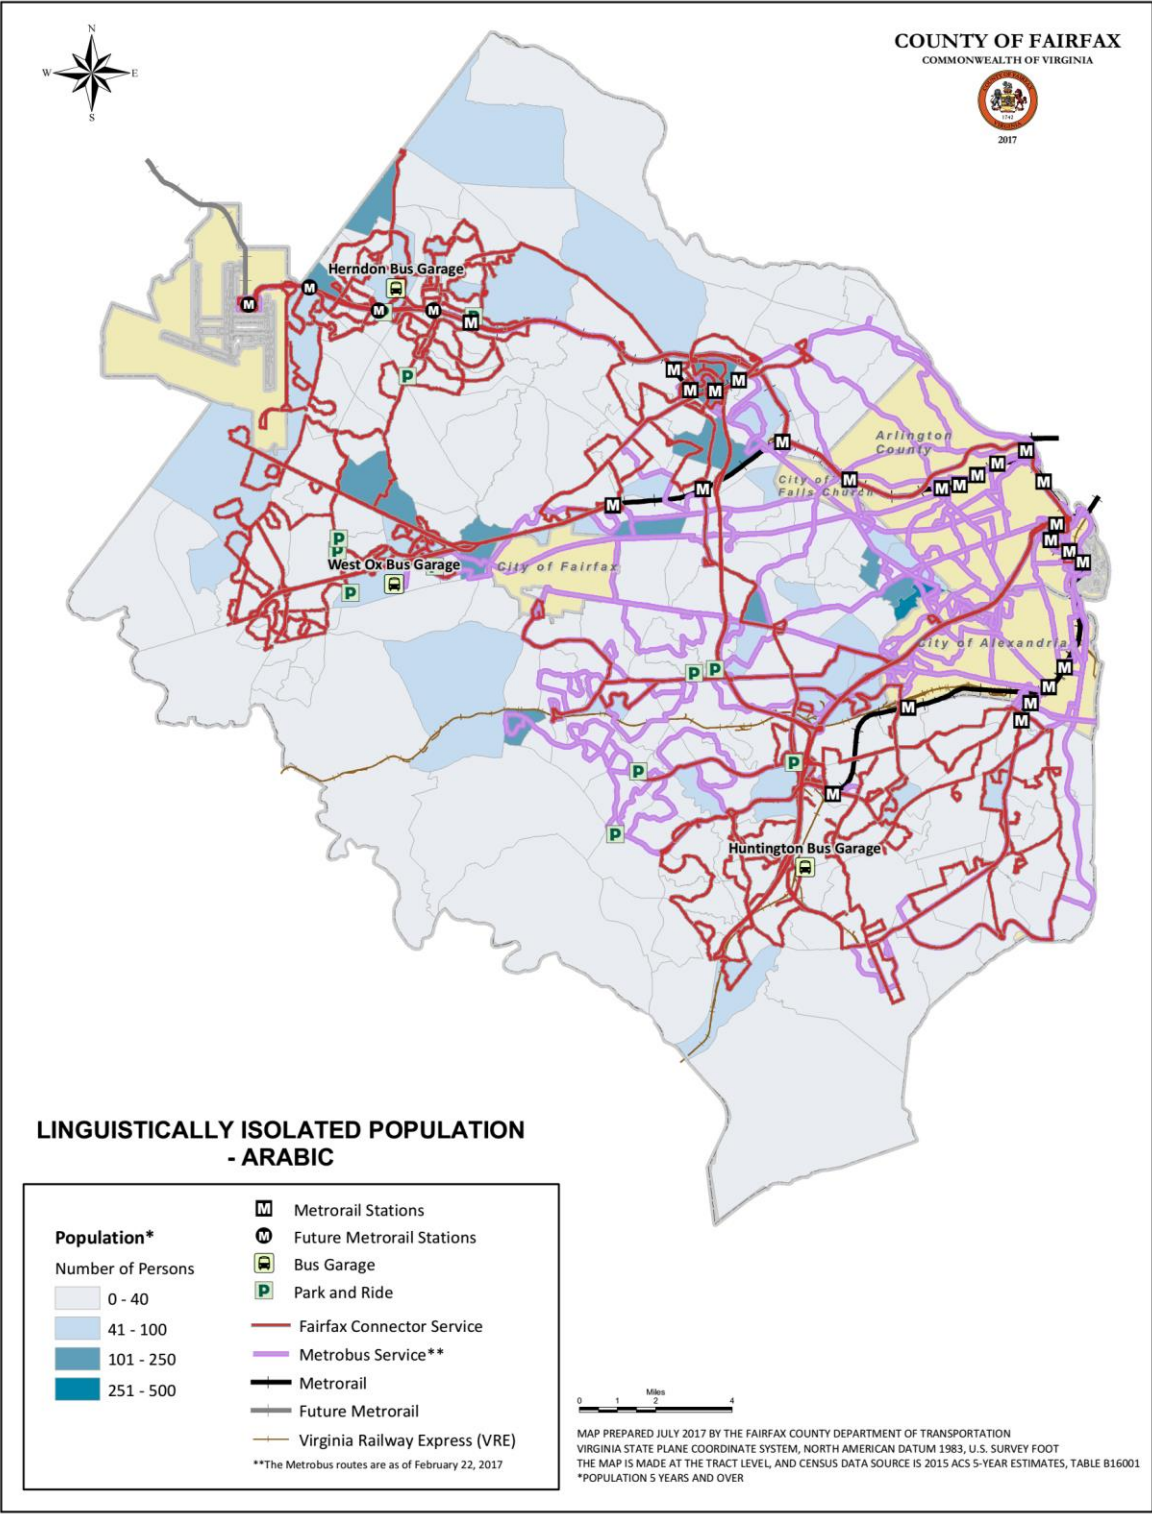 N
W
E
S
COUNTY OF FAIRFAX
COMMONWEALTH OF VIRGINIA
COUNTY OF FAIRFAX
1742
VIRGINIA
2017
Herndon Bus Garage
M
M
M
M
M
P
M
M
M
M
P
Arlington
County
M
M
M
M
M
M
M
M
City of
Falls Church
M
M
M
M
M
M
M
P
P
West Ox Bus Garage
P
City of Fairfax
City of Alexandria
P
P
M
M
M
M
M
P
P
M
P
Huntington Bus Garage
LINGUISTICALLY ISOLATED POPULATION
- ARABIC
Population*
Number of Persons
0 - 40
41 - 100
101 - 250
251 - 500
M Metrorail Stations
M Future Metrorail Stations
Bus Garage
P Park and Ride
Fairfax Connector Service
Metrobus Service**
Metrorail
Future Metrorail
Virginia Railway Express (VRE)
**The Metrobus routes are as of February 22, 2017
Miles
0 1 2 4
MAP PREPARED JULY 2017 BY THE FAIRFAX COUNTY DEPARTMENT OF TRANSPORTATION
VIRGINIA STATE PLANE COORDINATE SYSTEM, NORTH AMERICAN DATUM 1983, U.S. SURVEY FOOT
THE MAP IS MADE AT THE TRACT LEVEL, AND CENSUS DATA SOURCE IS 2015 ACS 5-YEAR ESTIMATES, TABLE B16001
*POPULATION 5 YEARS AND OVER